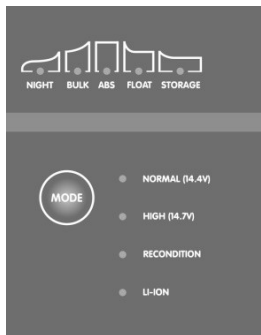 NIGHT BULK ABS FLOAT STORAGE
MODE
NORMAL (14.4V)
HIGH (14.7V)
RECONDITION
LI-ION